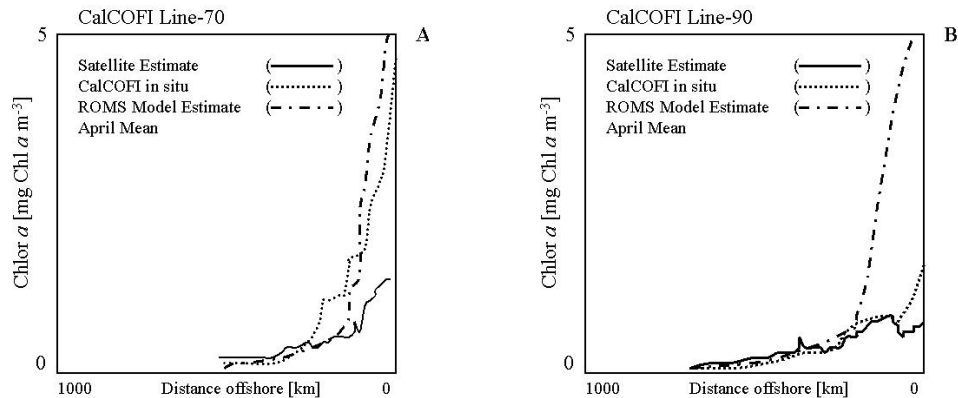 CalCOFI Line-70
5
A
Satellite Estimate ( )
CalCOFI in situ ( )
ROMS Model Estimate ( )
April Mean
Chlor a [mg Chl a m⁻³]
0
1000 Distance offshore [km] 0
CalCOFI Line-90
5
B
Satellite Estimate ( )
CalCOFI in situ ( )
ROMS Model Estimate ( )
April Mean
Chlor a [mg Chl a m⁻³]
0
1000 Distance offshore [km] 0